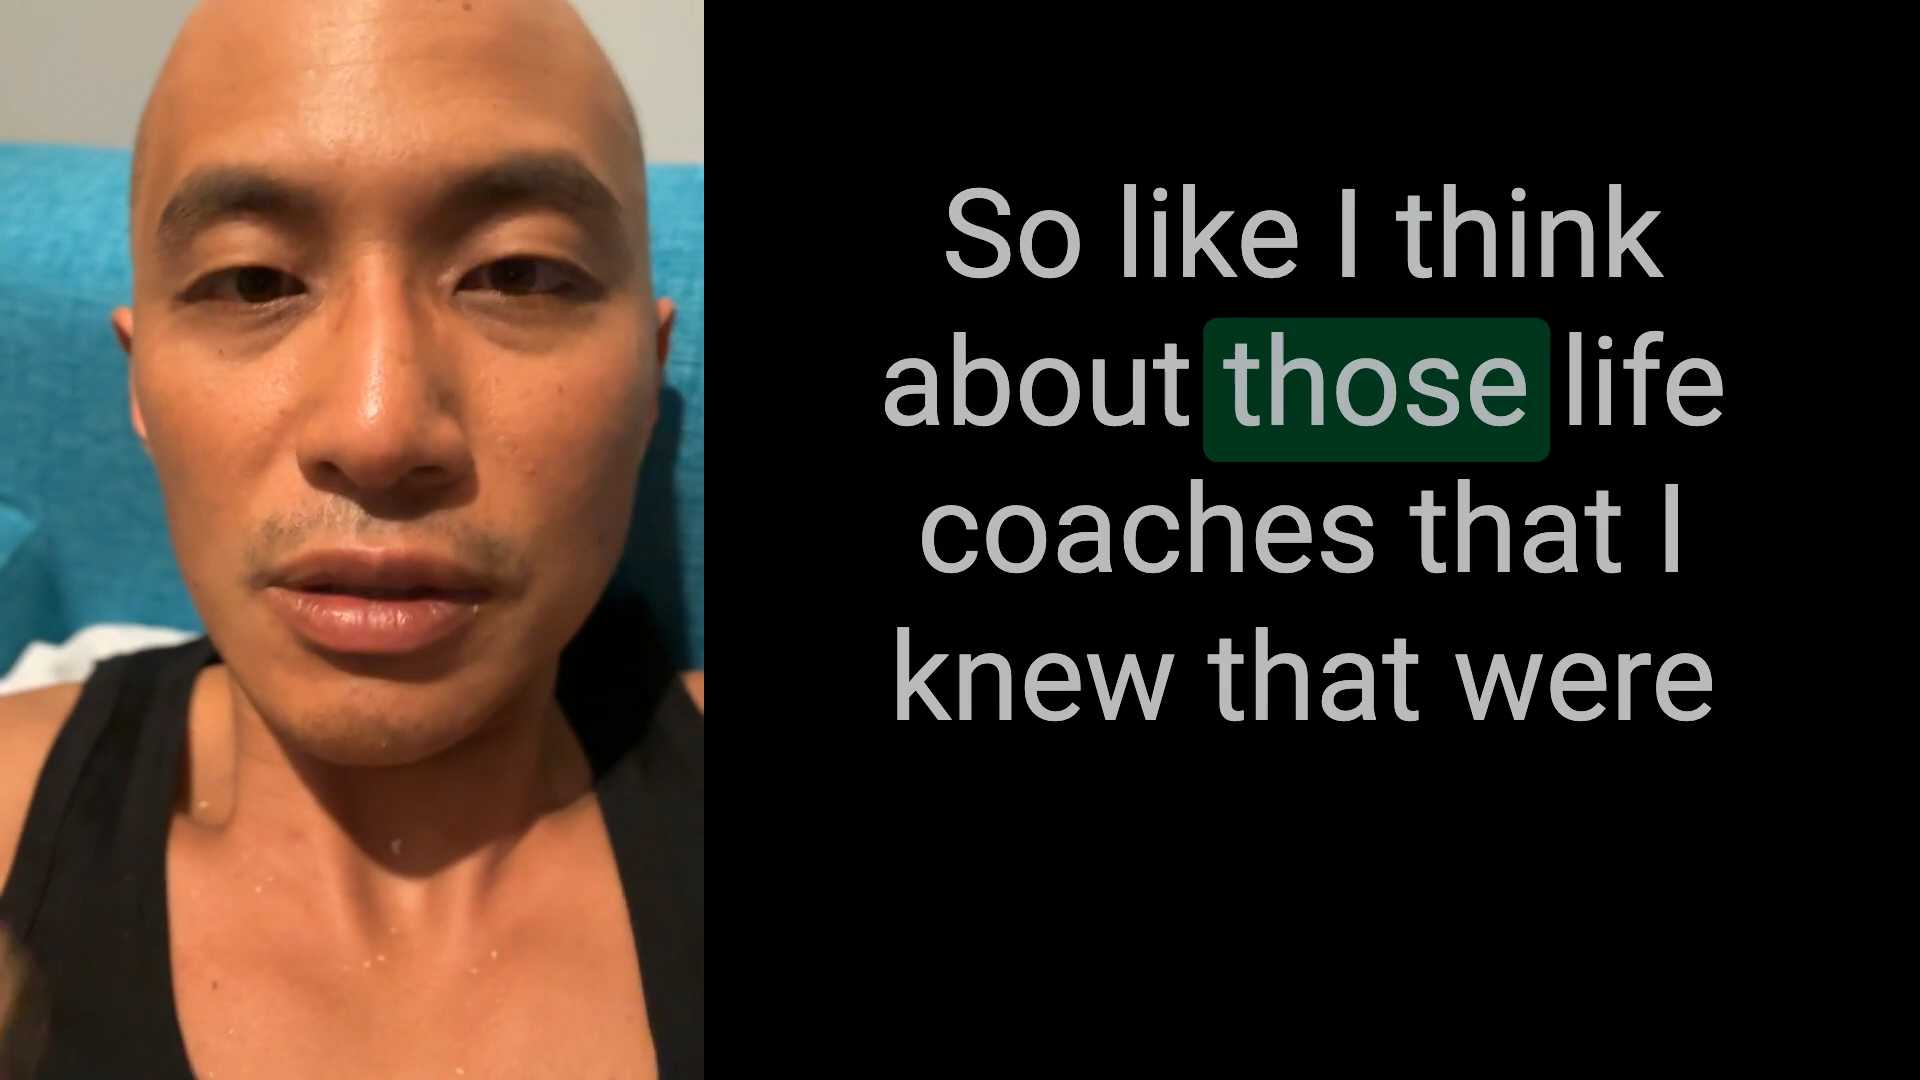 So like I think
about those life
coaches that I
knew that were